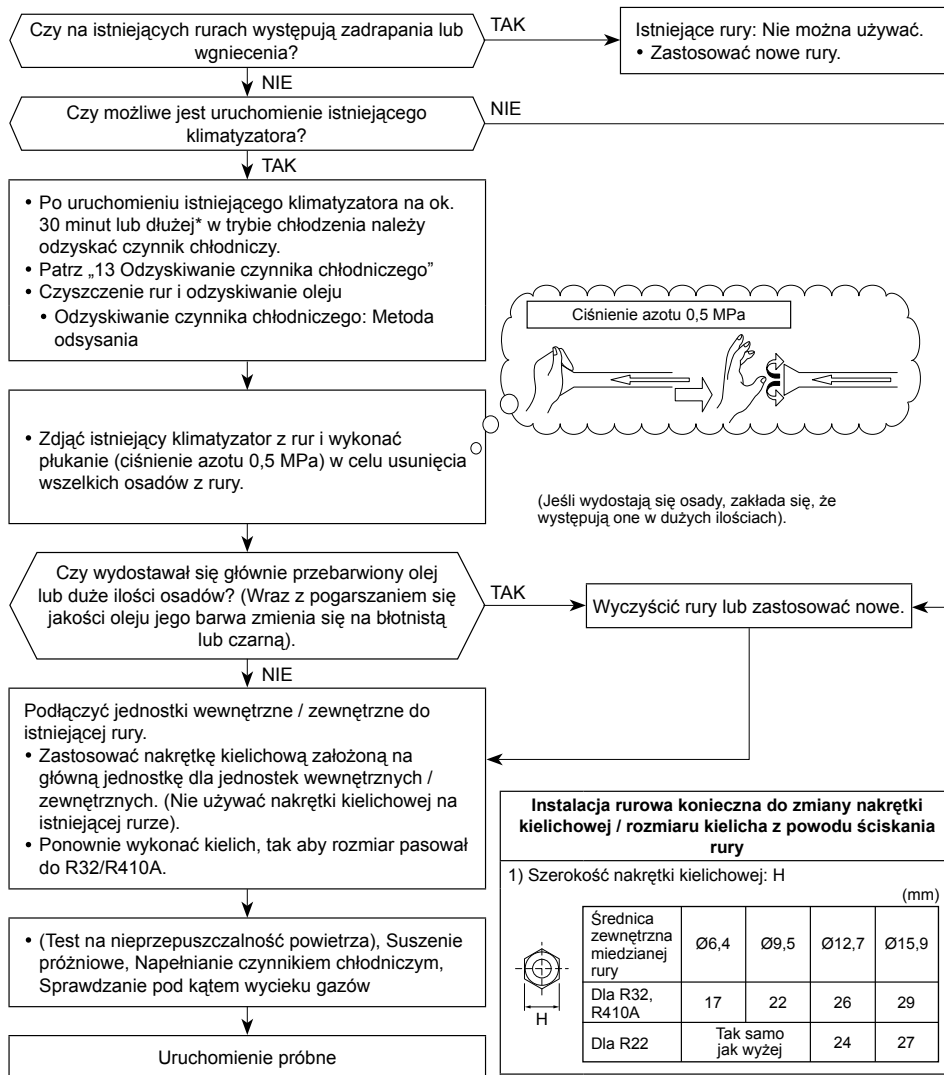 Czy na istniejących rurach występują zadrapania lub
wgniecenia?
TAK
Istniejące rury: Nie można używać.
• Zastosować nowe rury.
NIE
Czy możliwe jest uruchomienie istniejącego
klimatyzatora?
NIE
TAK
• Po uruchomieniu istniejącego klimatyzatora na ok.
30 minut lub dłużej* w trybie chłodzenia należy
odzyskać czynnik chłodniczy.
• Patrz „13 Odzyskiwanie czynnika chłodniczego”
• Czyszczenie rur i odzyskiwanie oleju
• Odzyskiwanie czynnika chłodniczego: Metoda
odsysania
Ciśnienie azotu 0,5 MPa
• Zdjąć istniejący klimatyzator z rur i wykonać
płukanie (ciśnienie azotu 0,5 MPa) w celu usunięcia
wszelkich osadów z rury.
(Jeśli wydostają się osady, zakłada się, że
występują one w dużych ilościach).
Czy wydostawał się głównie przebarwiony olej
lub duże ilości osadów? (Wraz z pogarszaniem się
jakości oleju jego barwa zmienia się na błotnistą
lub czarną).
TAK
Wyczyścić rury lub zastosować nowe.
NIE
Podłączyć jednostki wewnętrzne / zewnętrzne do
istniejącej rury.
• Zastosować nakrętkę kielichową założoną na
główną jednostkę dla jednostek wewnętrznych /
zewnętrznych. (Nie używać nakrętki kielichowej na
istniejącej rurze).
• Ponownie wykonać kielich, tak aby rozmiar pasował
do R32/R410A.
• (Test na nieprzepuszczalność powietrza), Suszenie
próżniowe, Napełnianie czynnikiem chłodniczym,
Sprawdzanie pod kątem wycieku gazów
Uruchomienie próbne
Instalacja rurowa konieczna do zmiany nakrętki
kielichowej / rozmiaru kielicha z powodu ściskania
rury
1) Szerokość nakrętki kielichowej: H
(mm)
H
Średnica
zewnętrzna
miedzianej
rury
Ø6,4 Ø9,5 Ø12,7 Ø15,9
Dla R32,
R410A
17 22 26 29
Dla R22
Tak samo
jak wyżej
24 27